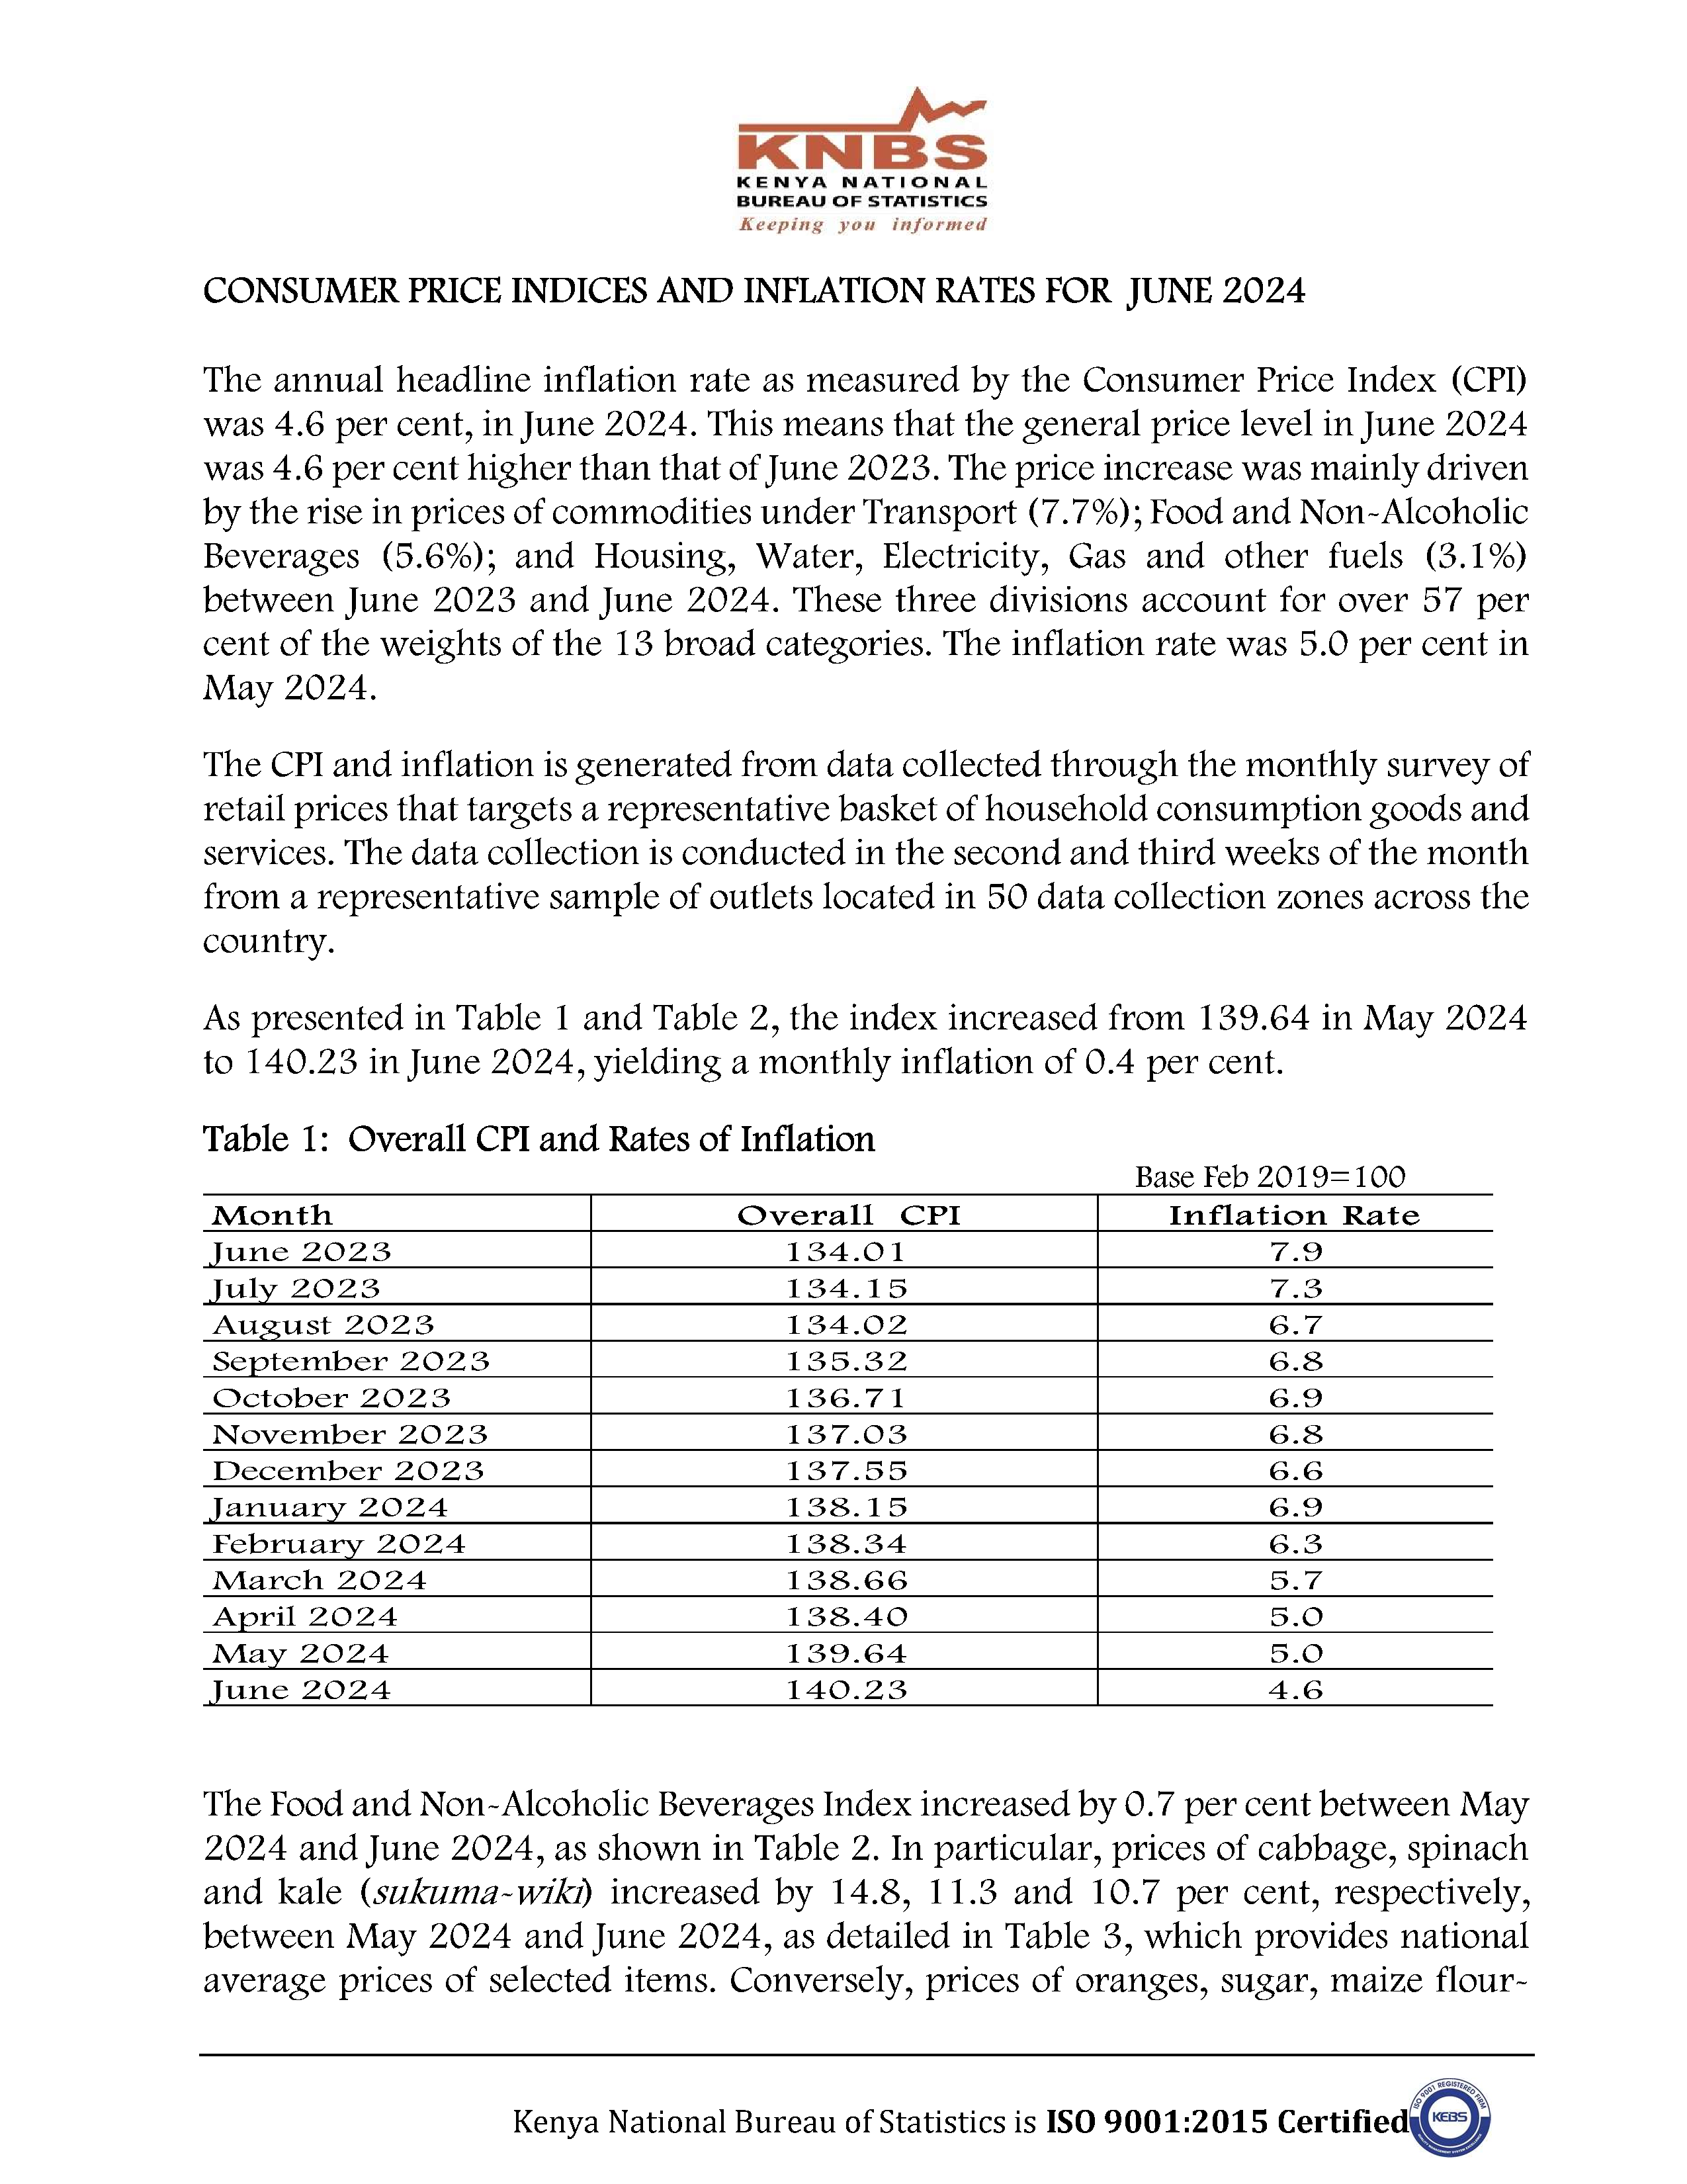 KNBS
KENYA NATIONAL
BUREAU OF STATISTICS
Keeping you informed
CONSUMER PRICE INDICES AND INFLATION RATES FOR JUNE 2024
The annual headline inflation rate as measured by the Consumer Price Index (CPI)
was 4.6 per cent, in June 2024. This means that the general price level in June 2024
was 4.6 per cent higher than that of June 2023. The price increase was mainly driven
by the rise in prices of commodities under Transport (7.7%); Food and Non-Alcoholic
Beverages (5.6%); and Housing, Water, Electricity, Gas and other fuels (3.1%)
between June 2023 and June 2024. These three divisions account for over 57 per
cent of the weights of the 13 broad categories. The inflation rate was 5.0 per cent in
May 2024.
The CPI and inflation is generated from data collected through the monthly survey of
retail prices that targets a representative basket of household consumption goods and
services. The data collection is conducted in the second and third weeks of the month
from a representative sample of outlets located in 50 data collection zones across the
country.
As presented in Table 1 and Table 2, the index increased from 139.64 in May 2024
to 140.23 in June 2024, yielding a monthly inflation of 0.4 per cent.
Table 1: Overall CPI and Rates of Inflation
Base Feb 2019=100
Month Overall CPI Inflation Rate
June 2023 134.01 7.9
July 2023 134.15 7.3
August 2023 134.02 6.7
September 2023 135.32 6.8
October 2023 136.71 6.9
November 2023 137.03 6.8
December 2023 137.55 6.6
January 2024 138.15 6.9
February 2024 138.34 6.3
March 2024 138.66 5.7
April 2024 138.40 5.0
May 2024 139.64 5.0
June 2024 140.23 4.6
The Food and Non-Alcoholic Beverages Index increased by 0.7 per cent between May
2024 and June 2024, as shown in Table 2. In particular, prices of cabbage, spinach
and kale (sukuma-wiki) increased by 14.8, 11.3 and 10.7 per cent, respectively,
between May 2024 and June 2024, as detailed in Table 3, which provides national
average prices of selected items. Conversely, prices of oranges, sugar, maize flour-
Kenya National Bureau of Statistics is ISO 9001:2015 Certified
ISO 9001 REGISTERED FIRM
KEBS